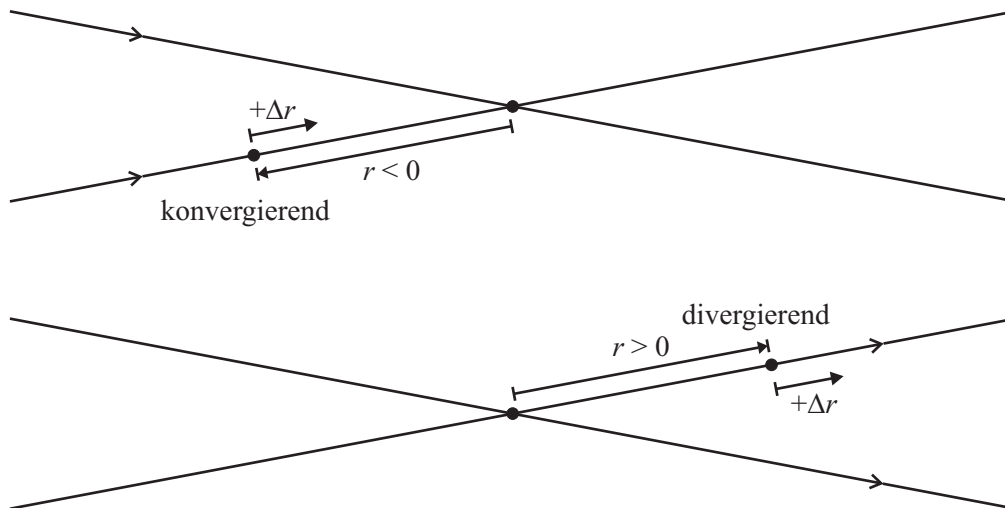 +Δr
r < 0
konvergierend
divergierend
r > 0
+Δr